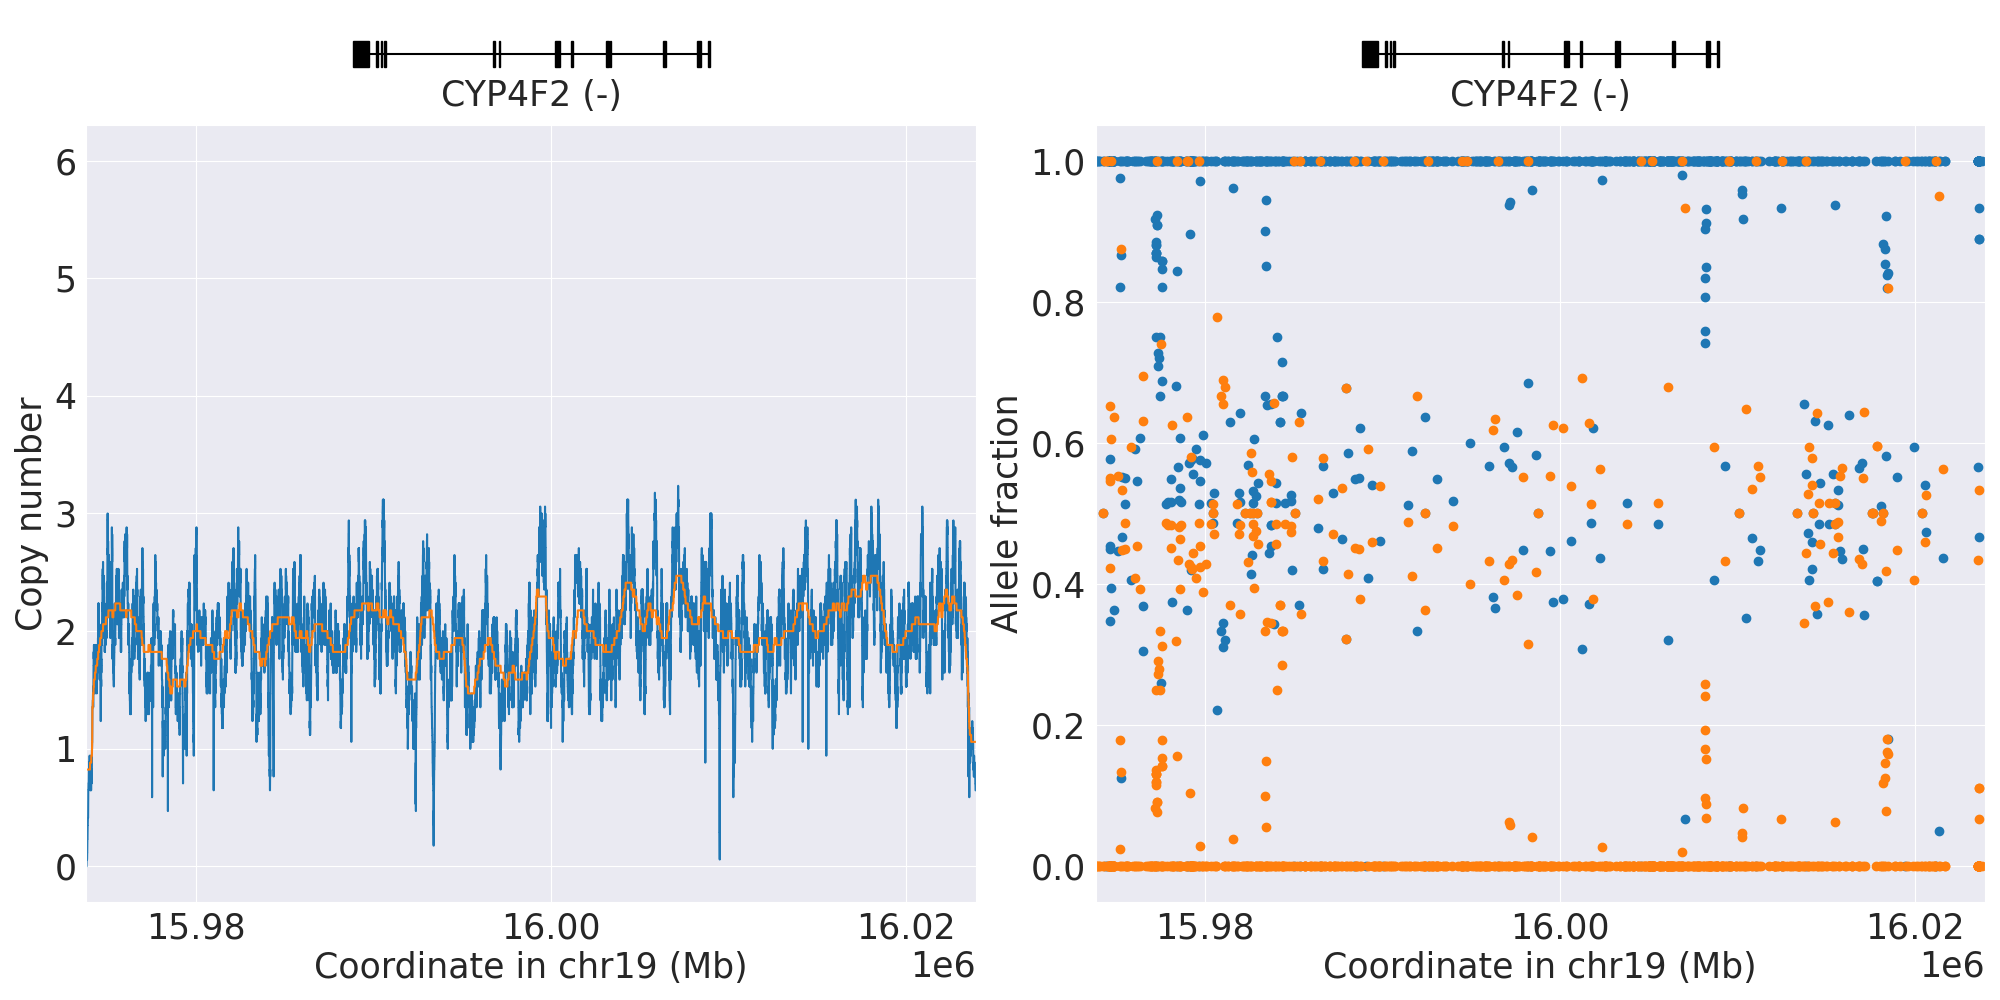 CYP4F2 (-)
6
5
4
3
2
1
0
Copy number
15.98
16.00
16.02
Coordinate in chr19 (Mb)
1e6
CYP4F2 (-)
1.0
0.8
0.6
0.4
0.2
0.0
Allele fraction
15.98
16.00
16.02
Coordinate in chr19 (Mb)
1e6